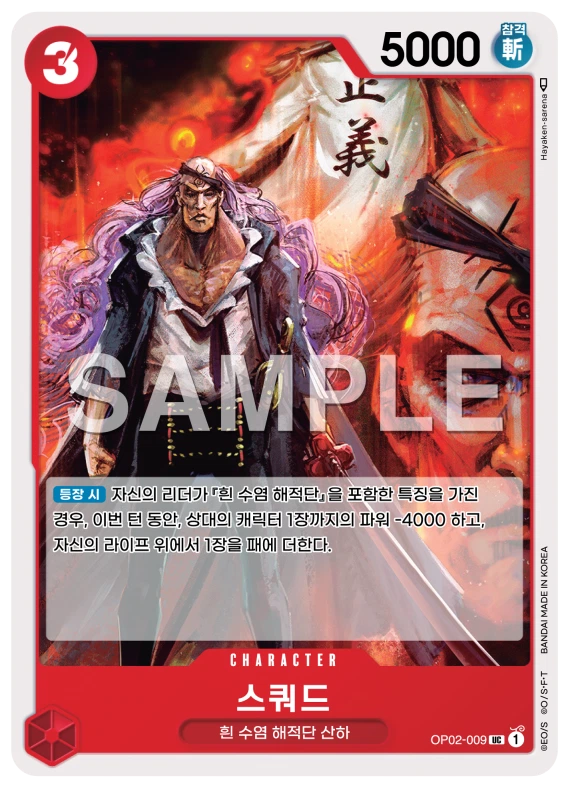 3
5000
참격
斬
Hayaken-sarena
正
義
SAMPLE
등장 시 자신의 리더가 『흰 수염 해적단』을 포함한 특징을 가진
경우, 이번 턴 동안, 상대의 캐릭터 1장까지의 파워 -4000 하고,
자신의 라이프 위에서 1장을 패에 더한다.
CHARACTER
스쿼드
흰 수염 해적단 산하
OP02-009 UC 1
©EO/S ©O/S·F·T BANDAI MADE IN KOREA